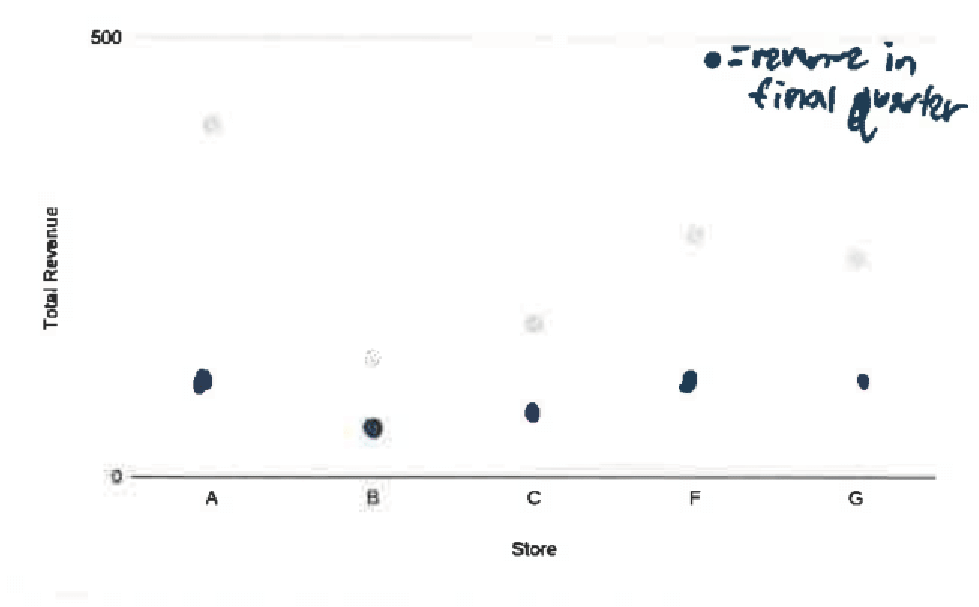 500
= revenue in
final quarter
Total Revenue
0
A B C F G
Store